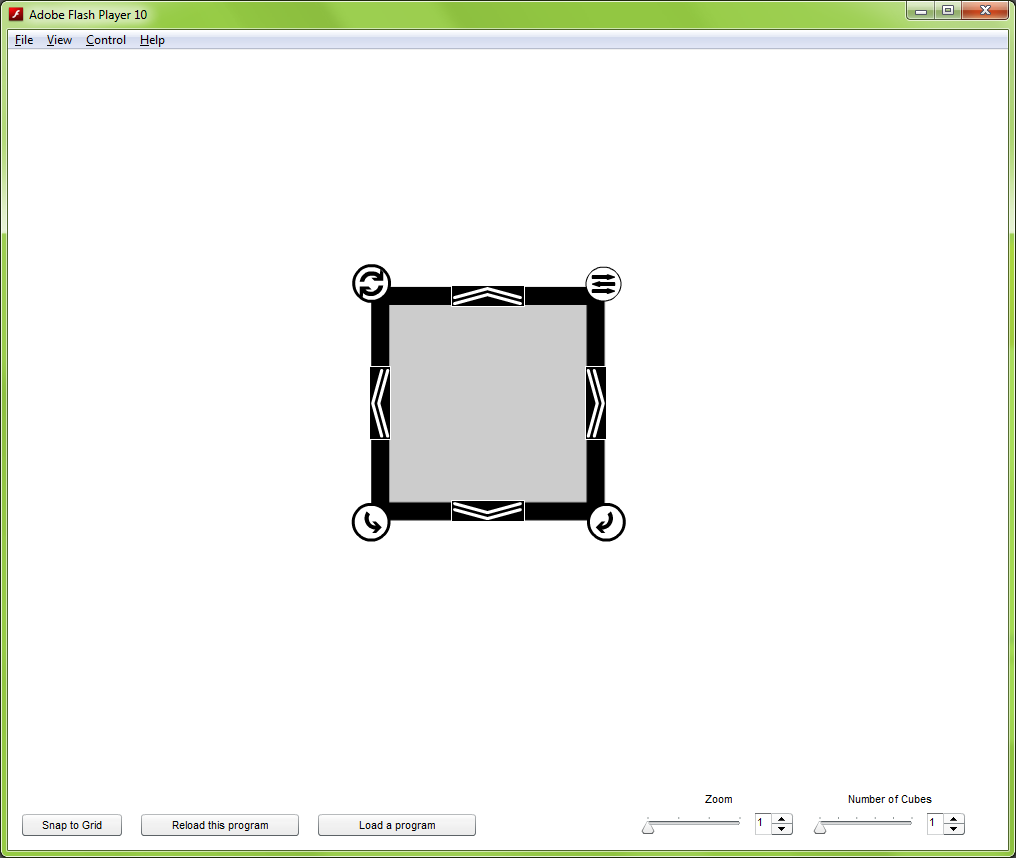 Adobe Flash Player 10
File View Control Help
Zoom Number of Cubes
Snap to Grid Reload this program Load a program 1 1